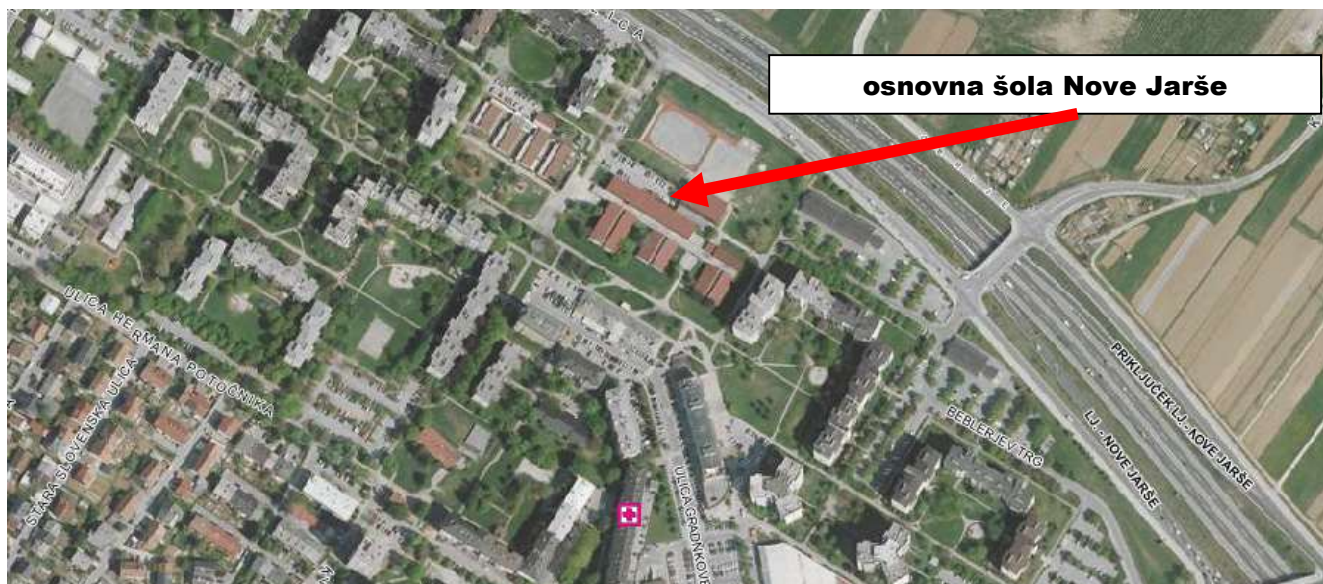 LICA
osnovna šola Nove Jarše
ULICA HERMANA POTOČNIKA
STARA SLOVENSKA ULICA
BEBLERJEV TRG
PRIKLJUČEK LJ. - NOVE JARŠE
LJ. - NOVE JARŠE
ULICA GRADNIKOVE